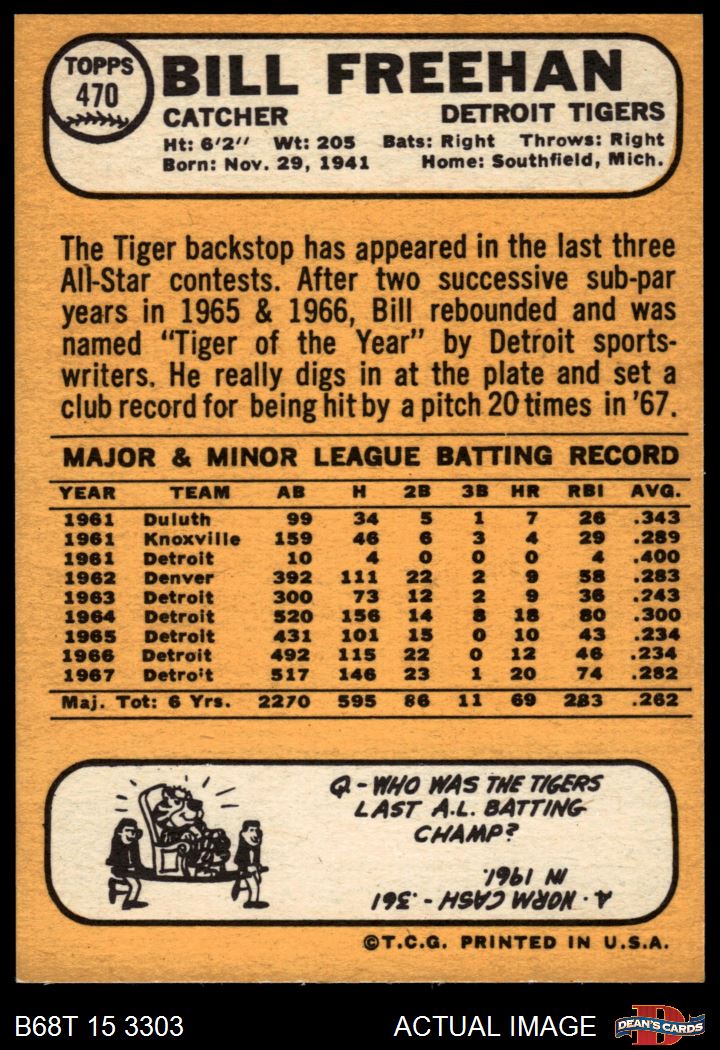 TOPPS
470
BILL FREEHAN
CATCHER DETROIT TIGERS
Ht: 6'2" Wt: 205 Bats: Right Throws: Right
Born: Nov. 29, 1941 Home: Southfield, Mich.
The Tiger backstop has appeared in the last three
All-Star contests. After two successive sub-par
years in 1965 & 1966, Bill rebounded and was
named "Tiger of the Year" by Detroit sports-
writers. He really digs in at the plate and set a
club record for being hit by a pitch 20 times in '67.
MAJOR & MINOR LEAGUE BATTING RECORD
YEAR TEAM AB H 2B 3B HR RBI AVG.
1961 Duluth 99 34 5 1 7 26 .343
1961 Knoxville 159 46 6 3 4 29 .289
1961 Detroit 10 4 0 0 0 4 .400
1962 Denver 392 111 22 2 9 58 .283
1963 Detroit 300 73 12 2 9 36 .243
1964 Detroit 520 156 14 8 18 80 .300
1965 Detroit 431 101 15 0 10 43 .234
1966 Detroit 492 115 22 0 12 46 .234
1967 Detroit 517 146 23 1 20 74 .282
Maj. Tot: 6 Yrs. 2270 595 86 11 69 283 .262
Q-WHO WAS THE TIGERS
LAST A.L. BATTING
CHAMP?
A. NORM CASH - .361
IN 1961.
©T.C.G. PRINTED IN U.S.A.
B68T 15 3303 ACTUAL IMAGE
D
DEAN'S CARDS